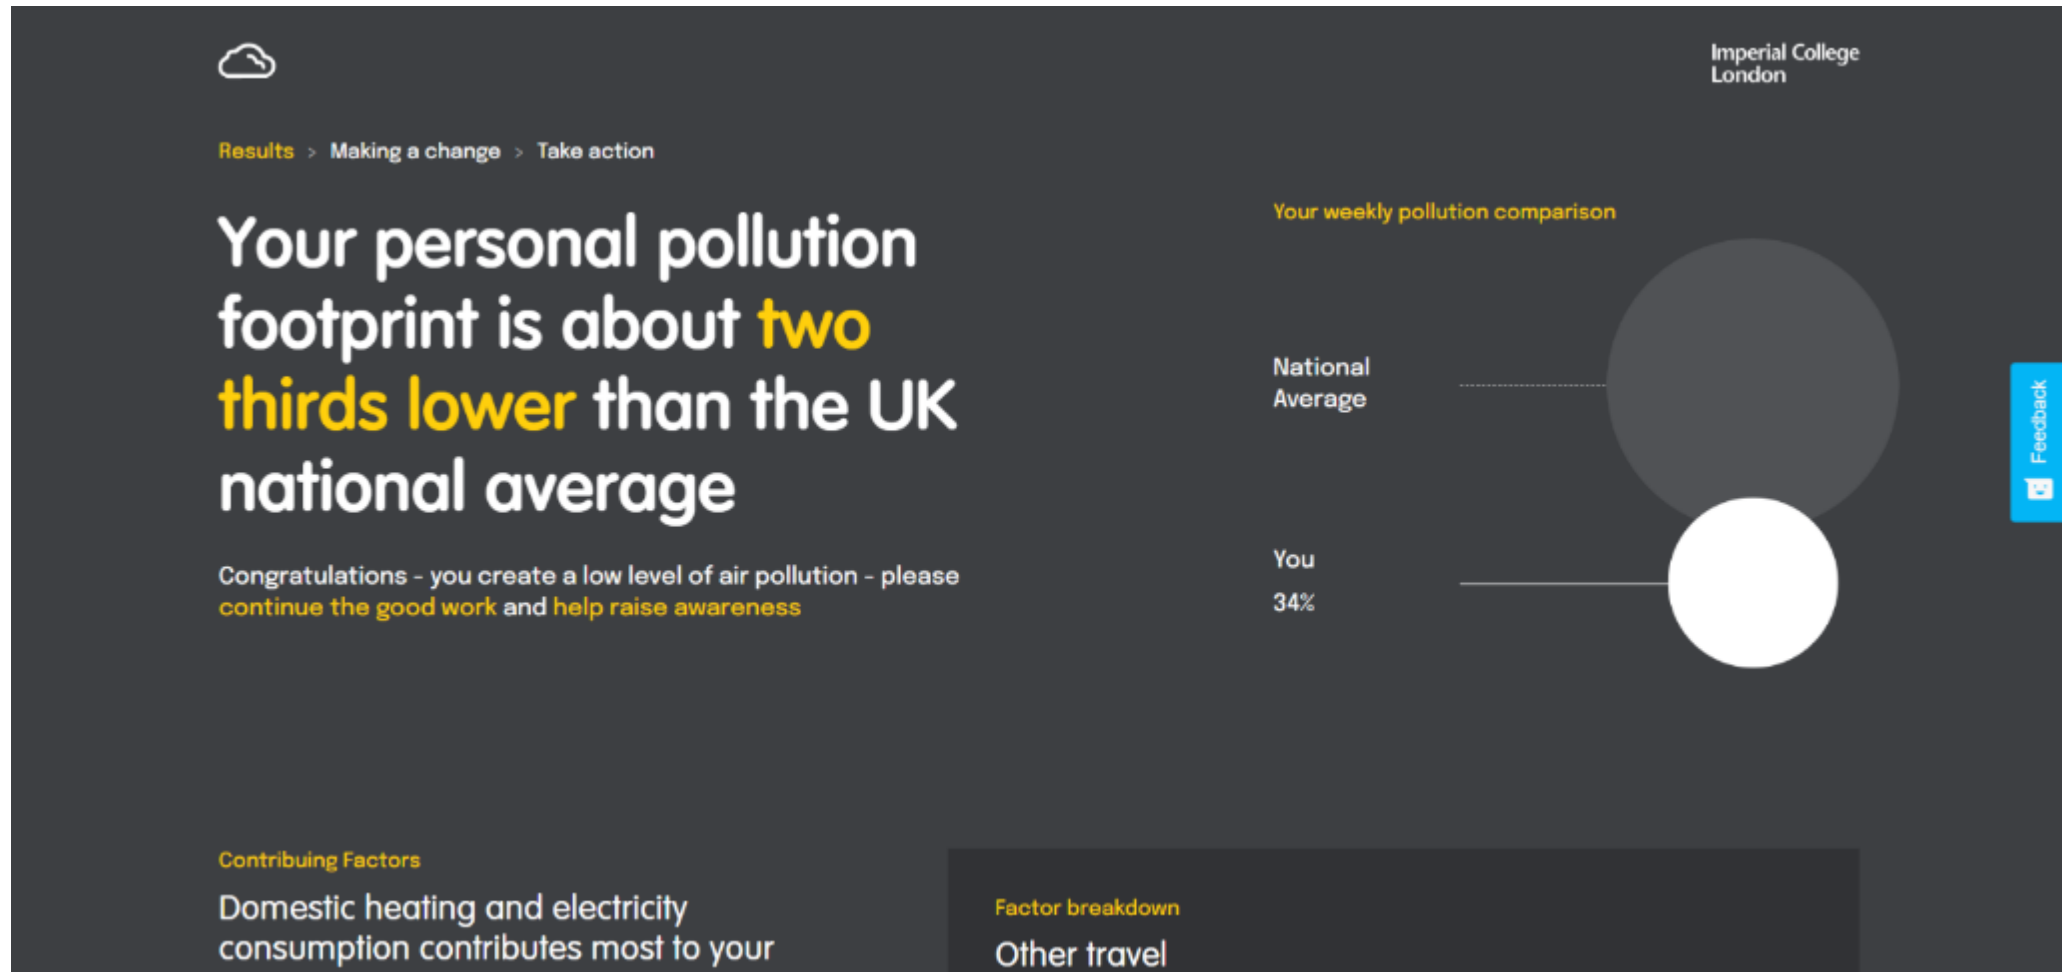 Imperial College
London
Results > Making a change > Take action
Your personal pollution
footprint is about two
thirds lower than the UK
national average
Congratulations - you create a low level of air pollution - please
continue the good work and help raise awareness
Your weekly pollution comparison
National
Average
You
34%
Feedback
Contribuing Factors
Domestic heating and electricity
consumption contributes most to your
Factor breakdown
Other travel